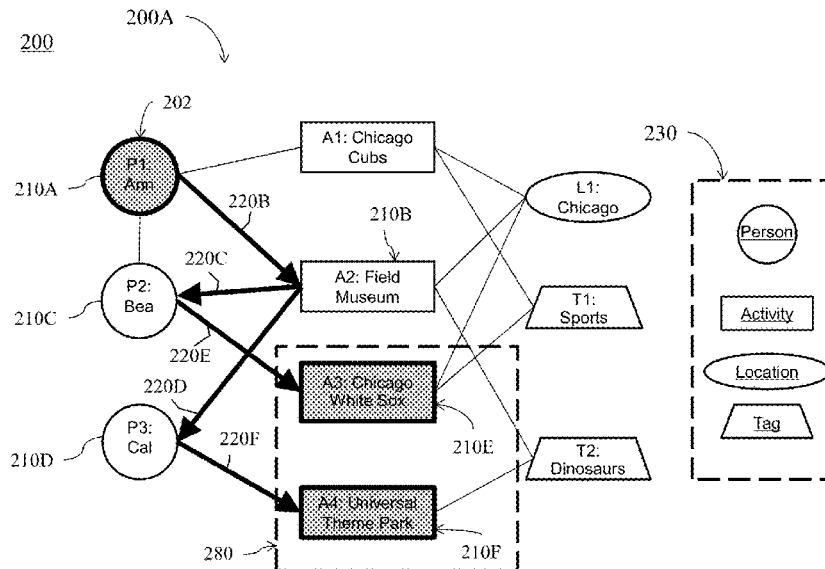 200A
200
202
P1:
Ann
210A
A1: Chicago
Cubs
230
L1:
Chicago
Person
220B
210B
220C
A2: Field
Museum
P2:
Bea
210C
220E
T1:
Sports
Activity
Location
220D
A3: Chicago
White Sox
Tag
P3:
Cal
210D
220F
210E
T2:
Dinosaurs
A4: Universal
Theme Park
280
210F